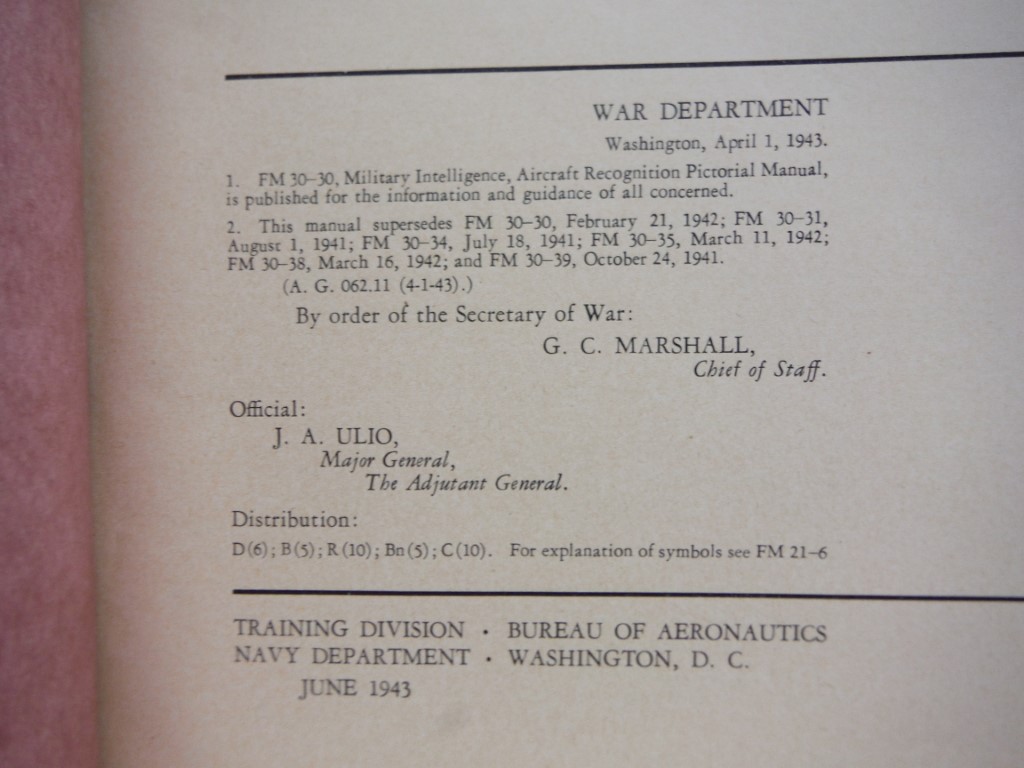 WAR DEPARTMENT
Washington, April 1, 1943.
1. FM 30–30, Military Intelligence, Aircraft Recognition Pictorial Manual,
is published for the information and guidance of all concerned.
2. This manual supersedes FM 30–30, February 21, 1942; FM 30–31,
August 1, 1941; FM 30–34, July 18, 1941; FM 30–35, March 11, 1942;
FM 30–38, March 16, 1942; and FM 30–39, October 24, 1941.
(A. G. 062.11 (4-1-43).)
By order of the Secretary of War:
G. C. MARSHALL,
Chief of Staff.
Official:
J. A. ULIO,
Major General,
The Adjutant General.
Distribution:
D(6); B(5); R(10); Bn(5); C(10). For explanation of symbols see FM 21–6
TRAINING DIVISION · BUREAU OF AERONAUTICS
NAVY DEPARTMENT · WASHINGTON, D. C.
JUNE 1943